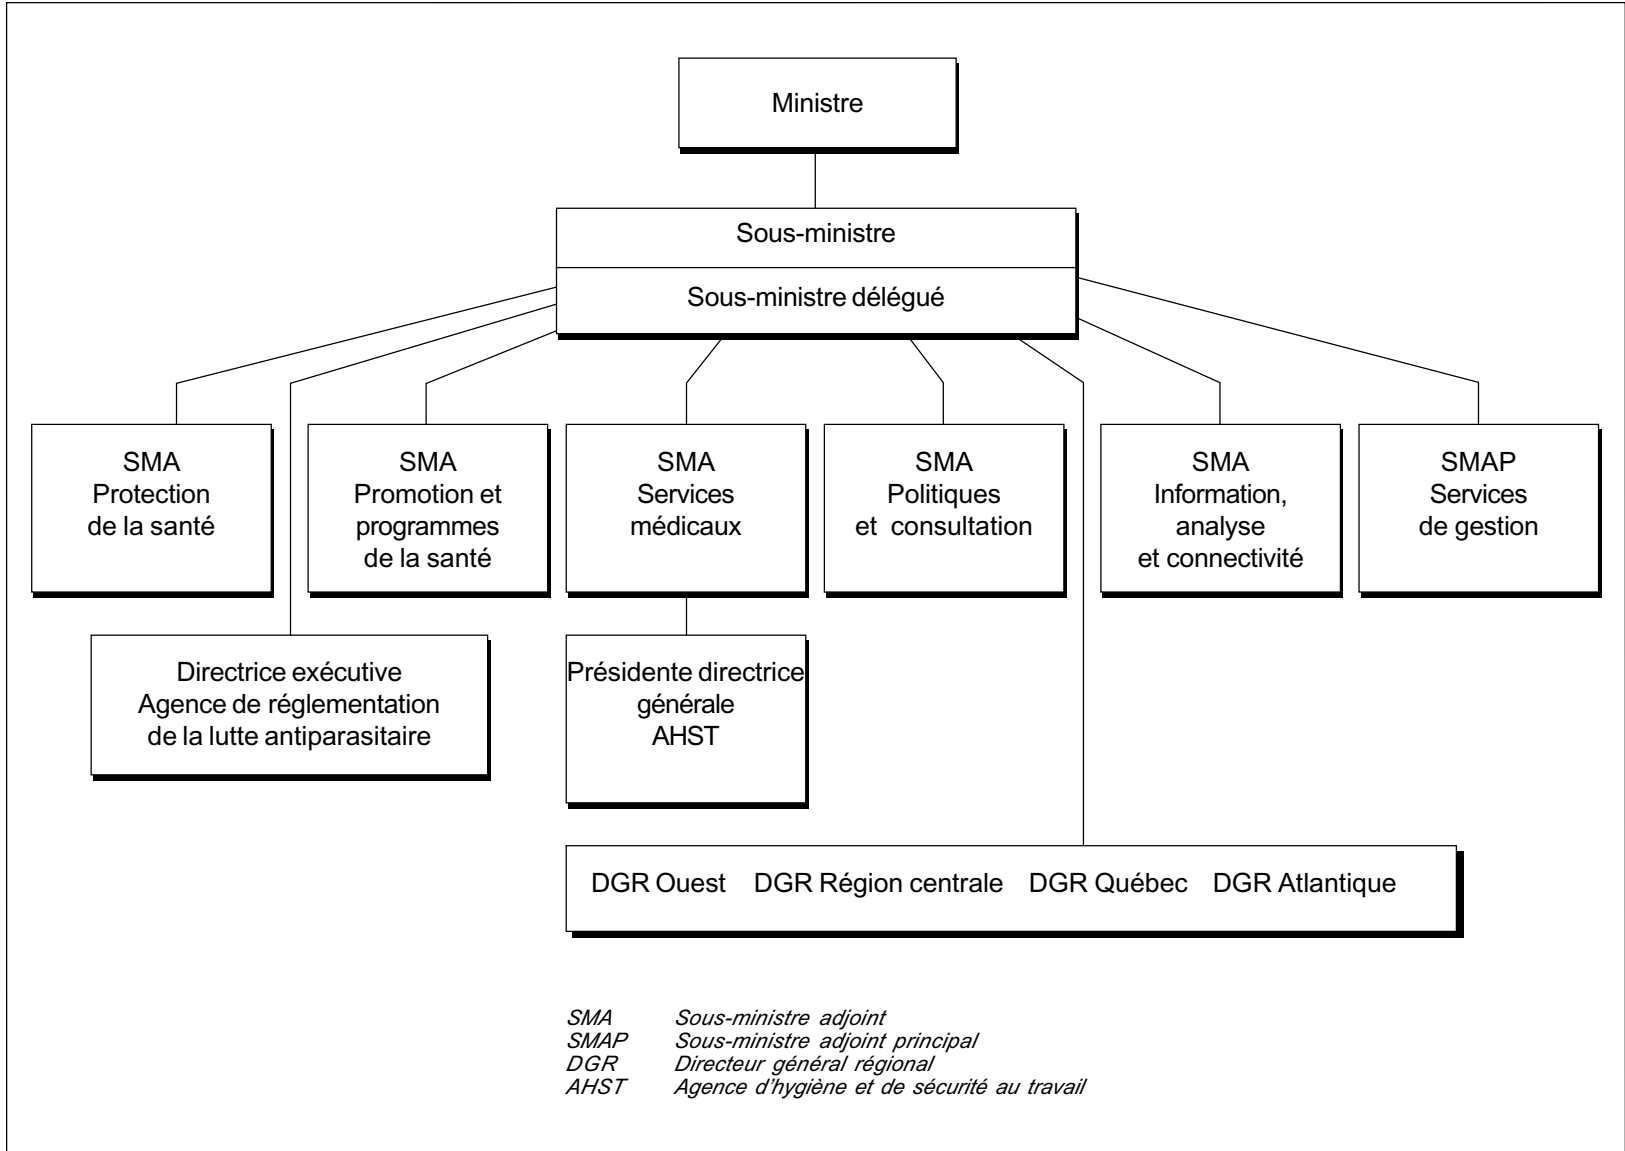 Ministre
Sous-ministre
Sous-ministre délégué
SMA
Protection
de la santé
SMA
Promotion et
programmes
de la santé
SMA
Services
médicaux
SMA
Politiques
et consultation
SMA
Information,
analyse
et connectivité
SMAP
Services
de gestion
Directrice exécutive
Agence de réglementation
de la lutte antiparasitaire
Présidente directrice
générale
AHST
DGR Ouest DGR Région centrale DGR Québec DGR Atlantique
SMA Sous-ministre adjoint
SMAP Sous-ministre adjoint principal
DGR Directeur général régional
AHST Agence d'hygiène et de sécurité au travail